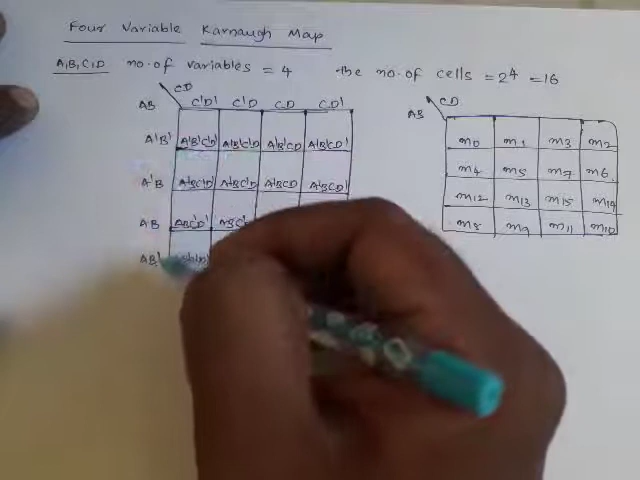 Four Variable Karnaugh Map
A,B,C,D no.of variables = 4 the no.of cells = 2⁴ = 16
CD
AB C'D' C'D CD CD'
A'B' A'B'C'D' A'B'C'D A'B'CD A'B'CD'
A'B A'BC'D' A'BC'D A'BCD A'BCD'
AB ABC'D'
AB'
CD
AB
m0 m1 m3 m2
m4 m5 m7 m6
m12 m13 m15 m14
m8 m9 m11 m10